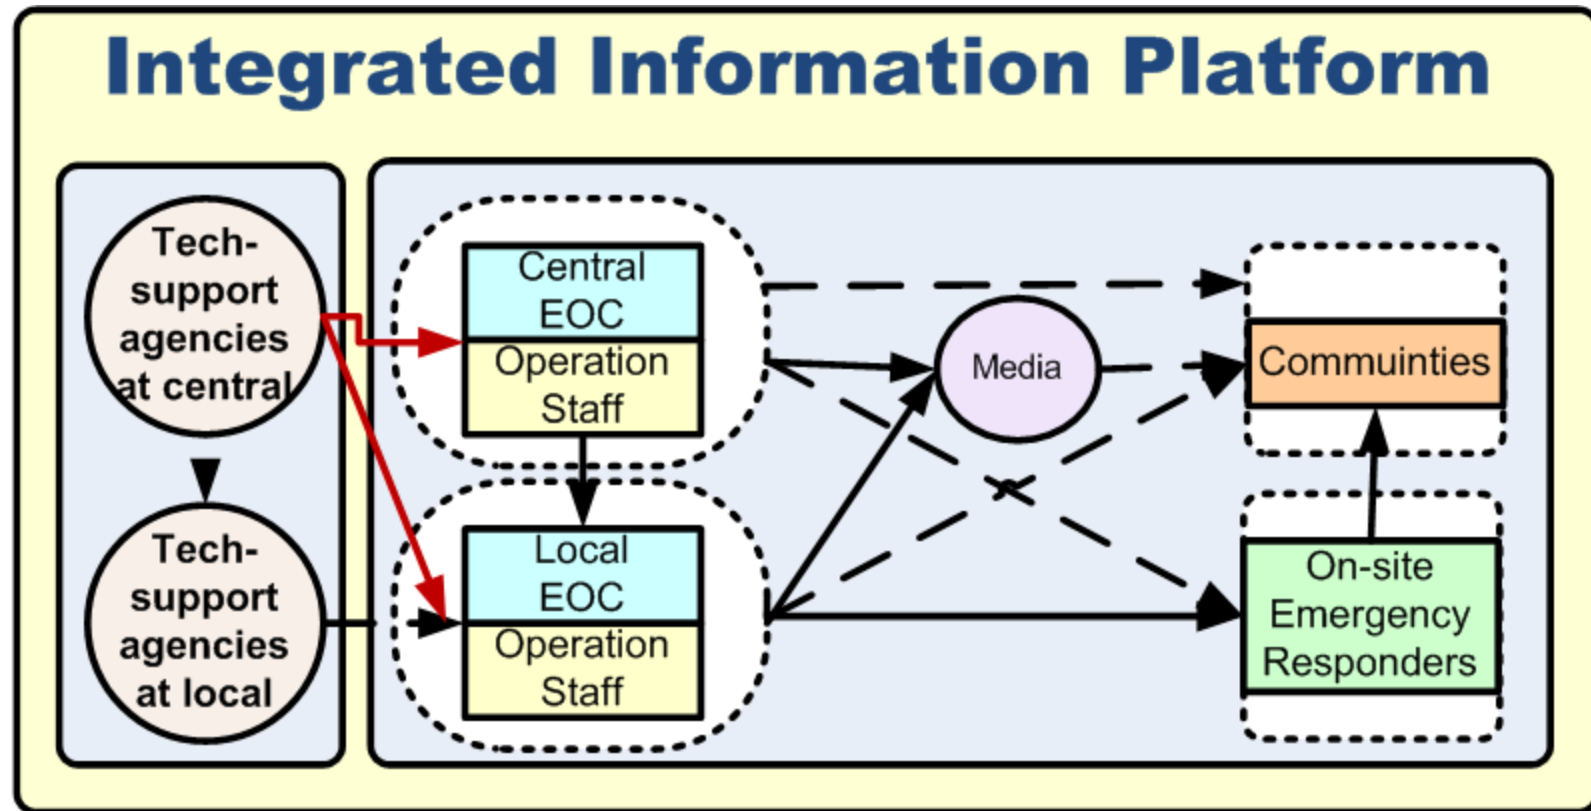 Integrated Information Platform
Tech-
support
agencies
at central
Tech-
support
agencies
at local
Central
EOC
Operation
Staff
Local
EOC
Operation
Staff
Media
Commuinties
On-site
Emergency
Responders